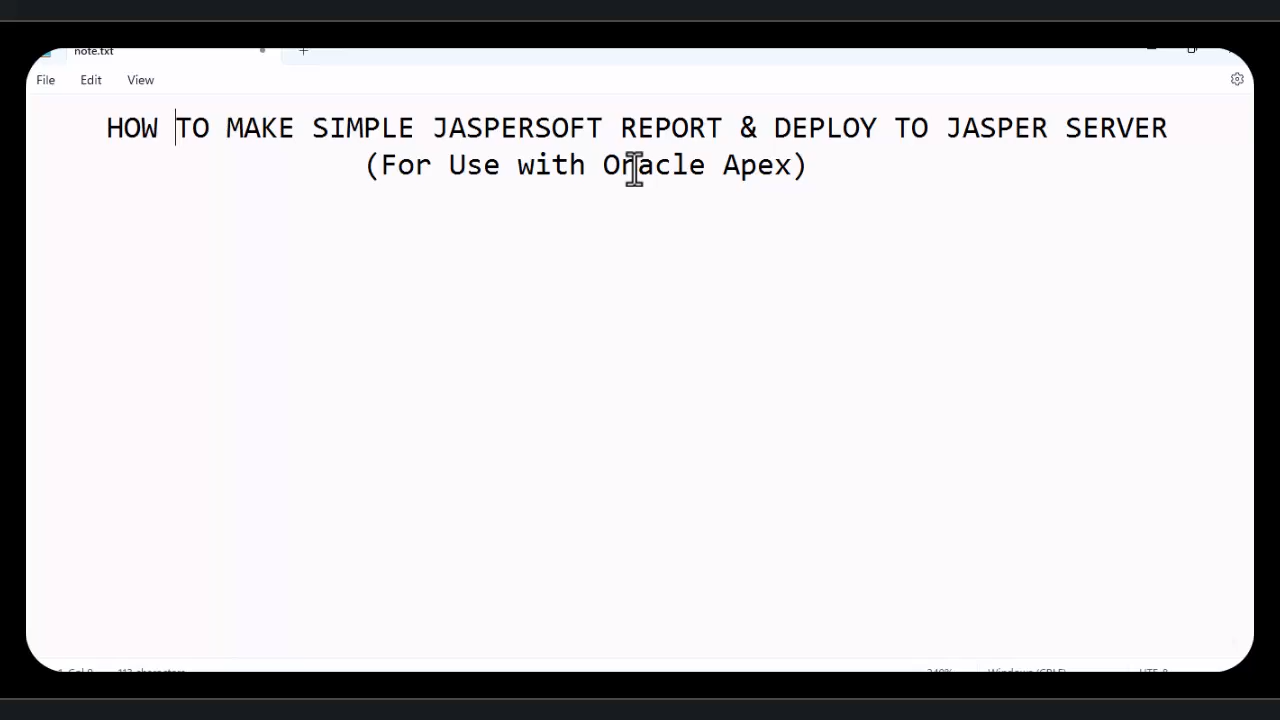 note.txt
File Edit View
HOW TO MAKE SIMPLE JASPERSOFT REPORT & DEPLOY TO JASPER SERVER
(For Use with Oracle Apex)